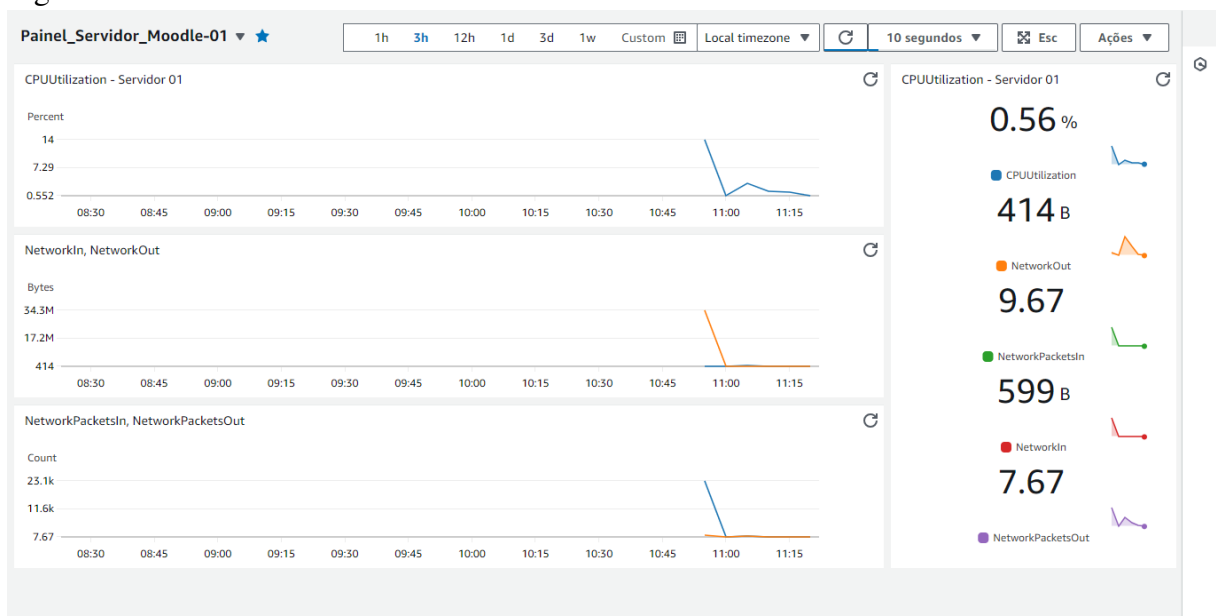 Painel_Servidor_Moodle-01
1h 3h 12h 1d 3d 1w Custom Local timezone 10 segundos Esc Ações
CPUUtilization - Servidor 01
Percent
14
7.29
0.552
08:30 08:45 09:00 09:15 09:30 09:45 10:00 10:15 10:30 10:45 11:00 11:15
NetworkIn, NetworkOut
Bytes
34.3M
17.2M
414
08:30 08:45 09:00 09:15 09:30 09:45 10:00 10:15 10:30 10:45 11:00 11:15
NetworkPacketsIn, NetworkPacketsOut
Count
23.1k
11.6k
7.67
08:30 08:45 09:00 09:15 09:30 09:45 10:00 10:15 10:30 10:45 11:00 11:15
CPUUtilization - Servidor 01
0.56 %
CPUUtilization
414 B
NetworkOut
9.67
NetworkPacketsIn
599 B
NetworkIn
7.67
NetworkPacketsOut